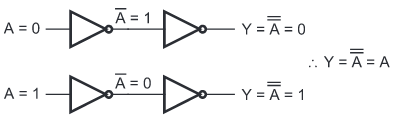 A = 0 A̅ = 1 Y = A̿ = 0
∴ Y = A̿ = A
A = 1 A̅ = 0 Y = A̿ = 1